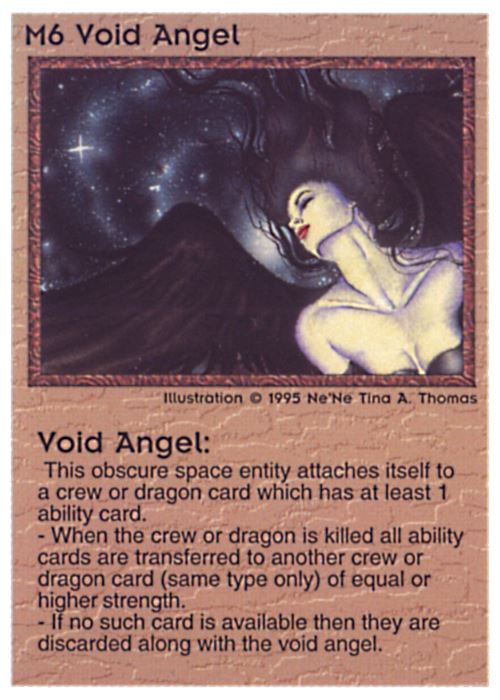 M6 Void Angel
Illustration © 1995 Ne'Ne Tina A. Thomas
Void Angel:
This obscure space entity attaches itself to
a crew or dragon card which has at least 1
ability card.
- When the crew or dragon is killed all ability
cards are transferred to another crew or
dragon card (same type only) of equal or
higher strength.
- If no such card is available then they are
discarded along with the void angel.